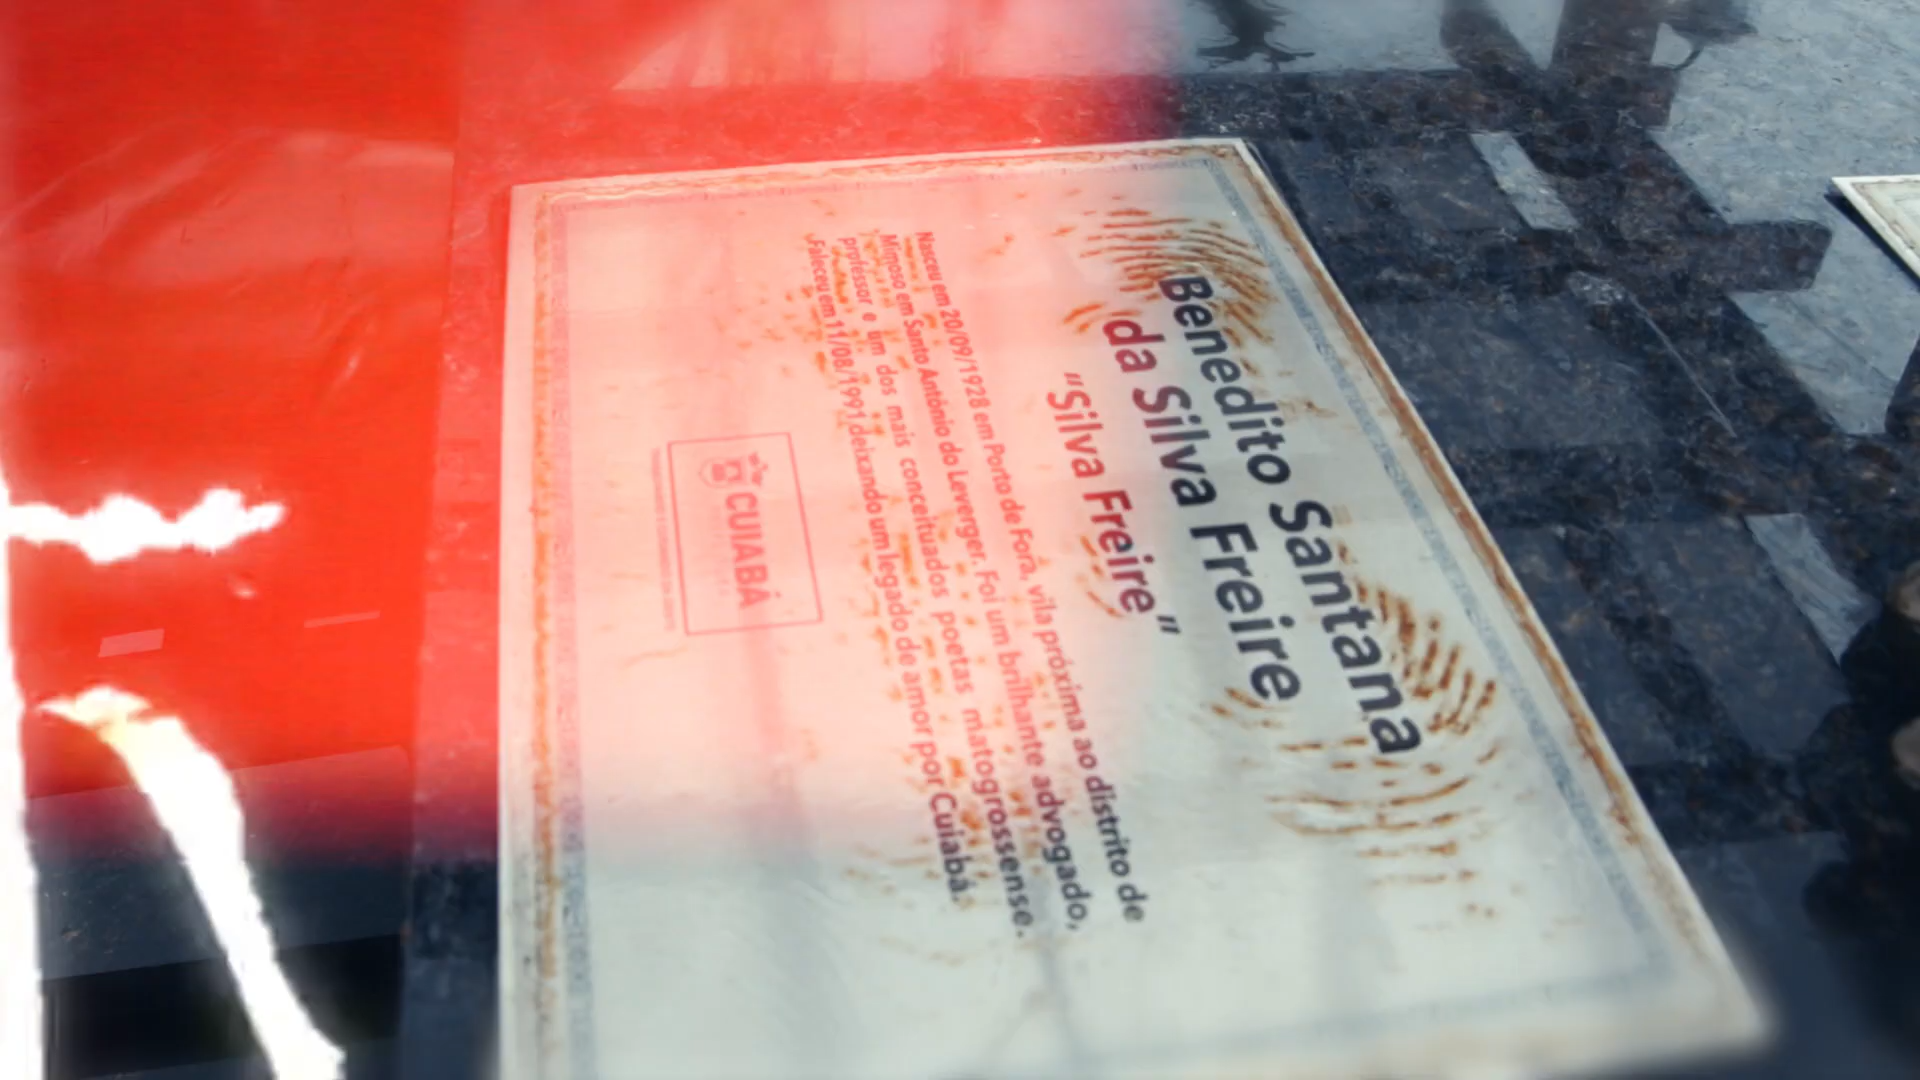 Benedito Santana
da Silva Freire
"Silva Freire"
Nasceu em 20/09/1928 em Porto de Fora, vila próxima ao distrito de
Mimoso em Santo Antônio do Leverger. Foi um brilhante advogado,
professor e um dos mais conceituados poetas matogrossense.
Faleceu em 11/08/1991 deixando um legado de amor por Cuiabá.
CUIABÁ